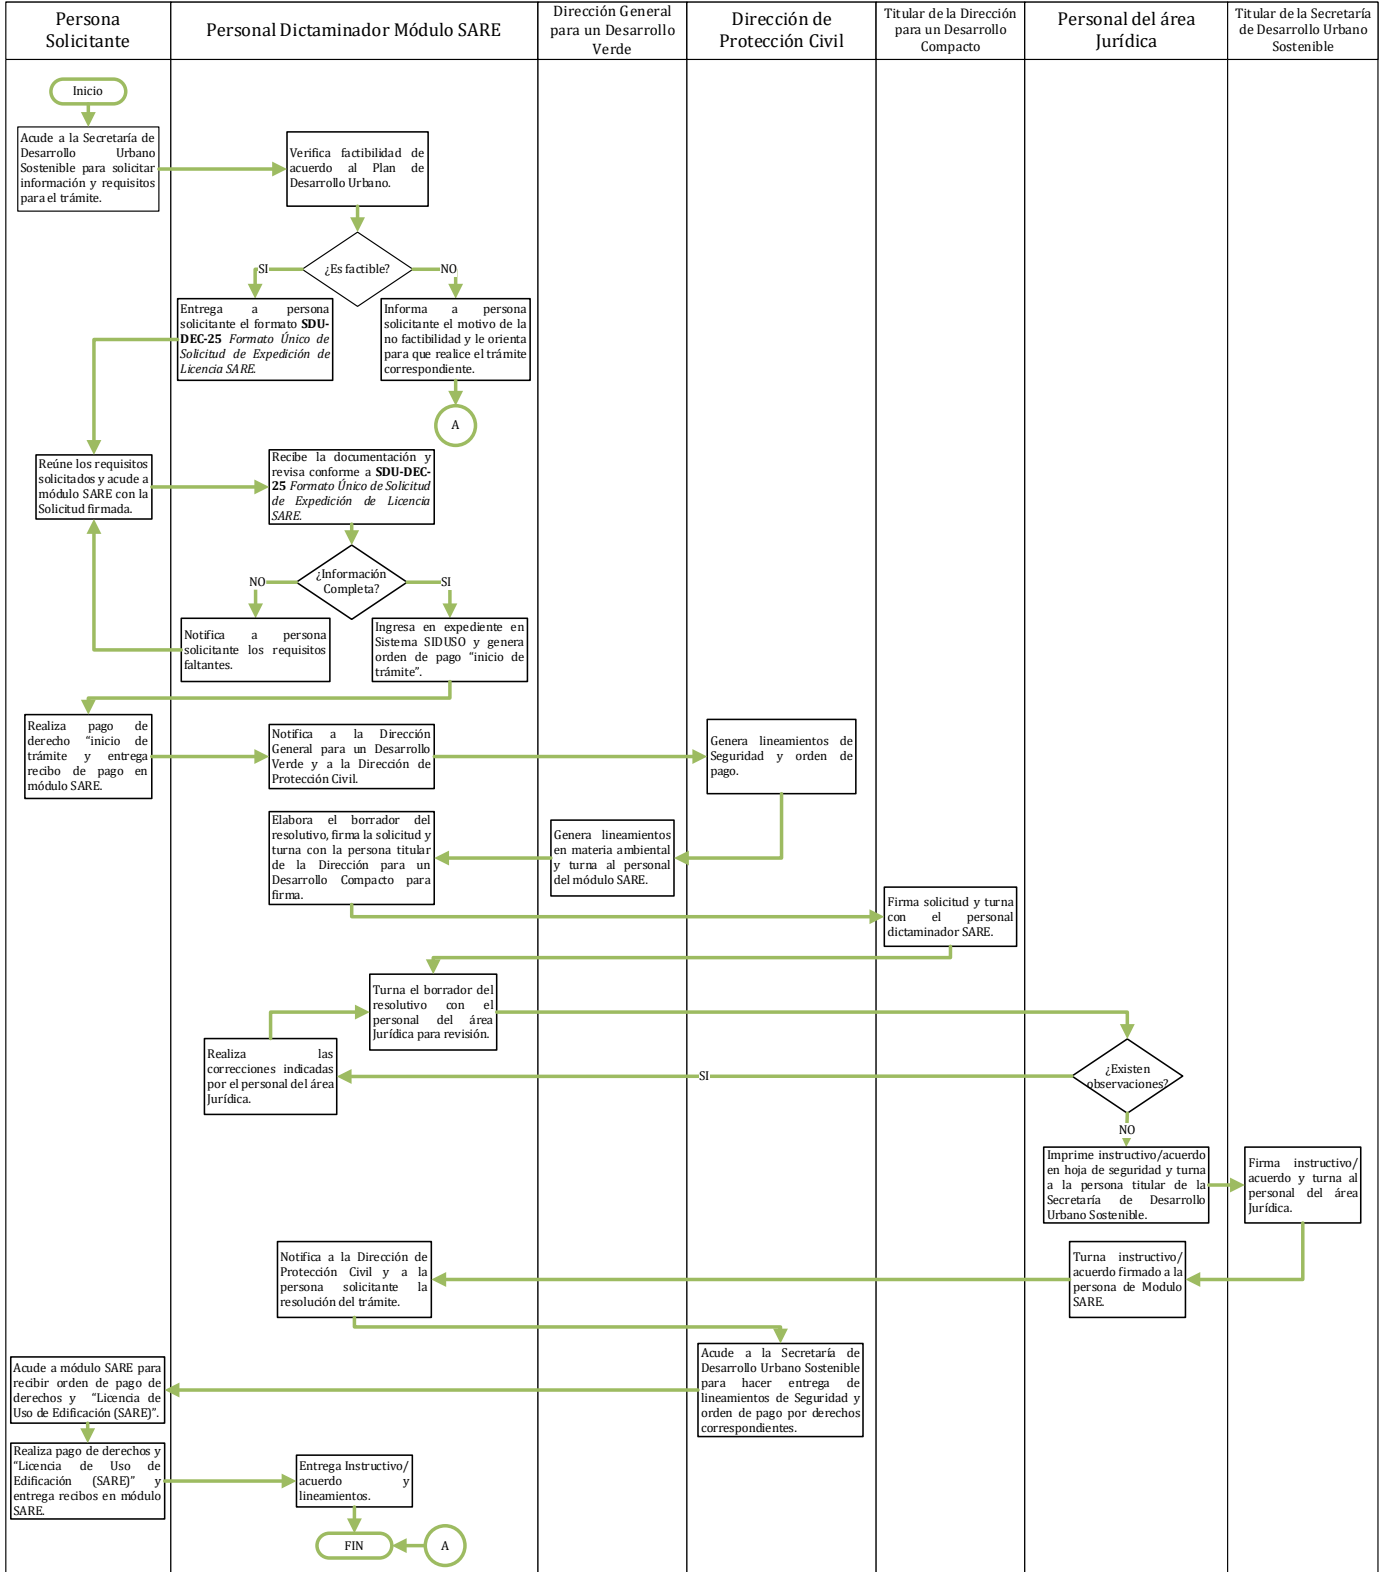 Persona
Solicitante
Personal Dictaminador Módulo SARE
Dirección General
para un Desarrollo
Verde
Dirección de
Protección Civil
Titular de la Dirección
para un Desarrollo
Compacto
Personal del área
Jurídica
Titular de la Secretaría
de Desarrollo Urbano
Sostenible
Inicio
Acude a la Secretaría de
Desarrollo Urbano
Sostenible para solicitar
información y requisitos
para el trámite.
Verifica factibilidad de
acuerdo al Plan de
Desarrollo Urbano.
¿Es factible?
SI
NO
Entrega a persona
solicitante el formato SDU-
DEC-25 Formato Único de
Solicitud de Expedición de
Licencia SARE.
Informa a persona
solicitante el motivo de la
no factibilidad y le orienta
para que realice el trámite
correspondiente.
A
Reúne los requisitos
solicitados y acude a
módulo SARE con la
Solicitud firmada.
Recibe la documentación y
revisa conforme a SDU-DEC-
25 Formato Único de Solicitud
de Expedición de Licencia
SARE.
¿Información
Completa?
NO
SI
Notifica a persona
solicitante los requisitos
faltantes.
Ingresa en expediente en
Sistema SIDUSO y genera
orden de pago “inicio de
trámite”.
Realiza pago de
derecho “inicio de
trámite y entrega
recibo de pago en
módulo SARE.
Notifica a la Dirección
General para un Desarrollo
Verde y a la Dirección de
Protección Civil.
Genera lineamientos de
Seguridad y orden de
pago.
Elabora el borrador del
resolutivo, firma la solicitud y
turna con la persona titular
de la Dirección para un
Desarrollo Compacto para
firma.
Genera lineamientos
en materia ambiental
y turna al personal
del módulo SARE.
Firma solicitud y turna
con el personal
dictaminador SARE.
Turna el borrador del
resolutivo con el
personal del área
Jurídica para revisión.
Realiza las
correcciones indicadas
por el personal del área
Jurídica.
SI
¿Existen
observaciones?
NO
Imprime instructivo/acuerdo
en hoja de seguridad y turna
a la persona titular de la
Secretaría de Desarrollo
Urbano Sostenible.
Firma instructivo/
acuerdo y turna al
personal del área
Jurídica.
Notifica a la Dirección de
Protección Civil y a la
persona solicitante la
resolución del trámite.
Turna instructivo/
acuerdo firmado a la
persona de Modulo
SARE.
Acude a la Secretaría de
Desarrollo Urbano Sostenible
para hacer entrega de
lineamientos de Seguridad y
orden de pago por derechos
correspondientes.
Acude a módulo SARE para
recibir orden de pago de
derechos y “Licencia de
Uso de Edificación (SARE)”.
Realiza pago de derechos y
“Licencia de Uso de
Edificación (SARE)” y
entrega recibos en módulo
SARE.
Entrega Instructivo/
acuerdo y
lineamientos.
FIN
A